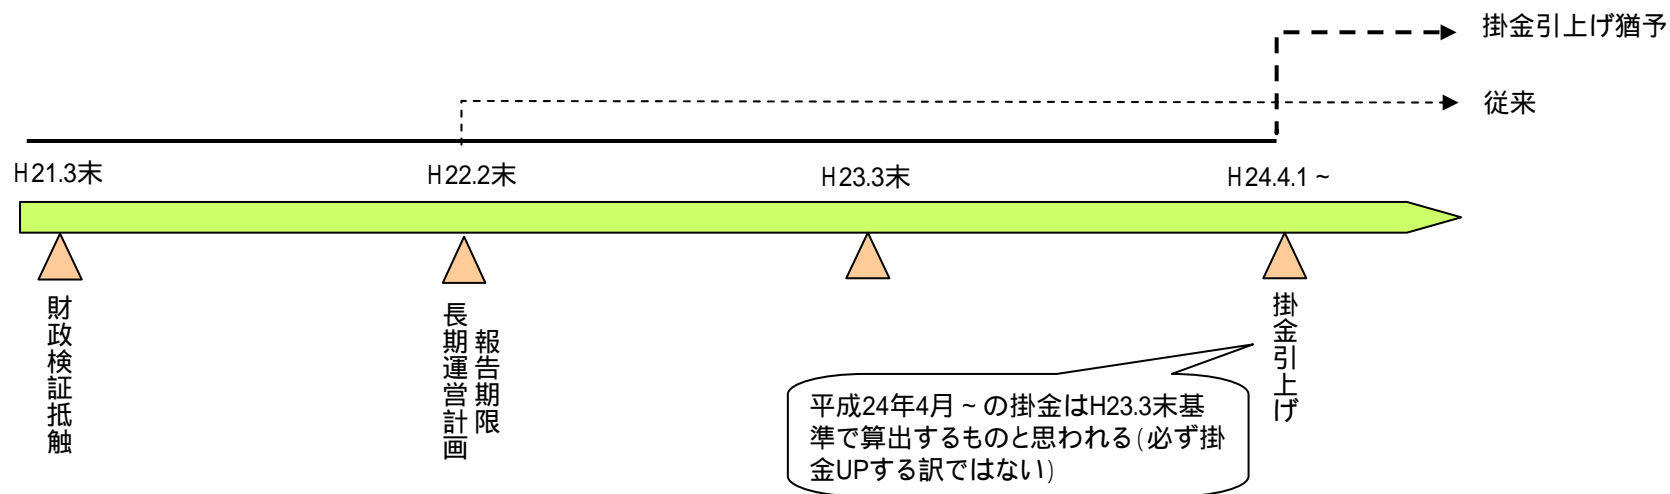 掛金引上げ猶予
従来
H21.3末
H22.2末
H23.3末
H24.4.1 ~
財政検証抵触
長期運営計画
報告期限
掛金引上げ
平成24年4月 ~ の掛金はH23.3末基
準で算出するものと思われる(必ず掛
金UPする訳ではない)